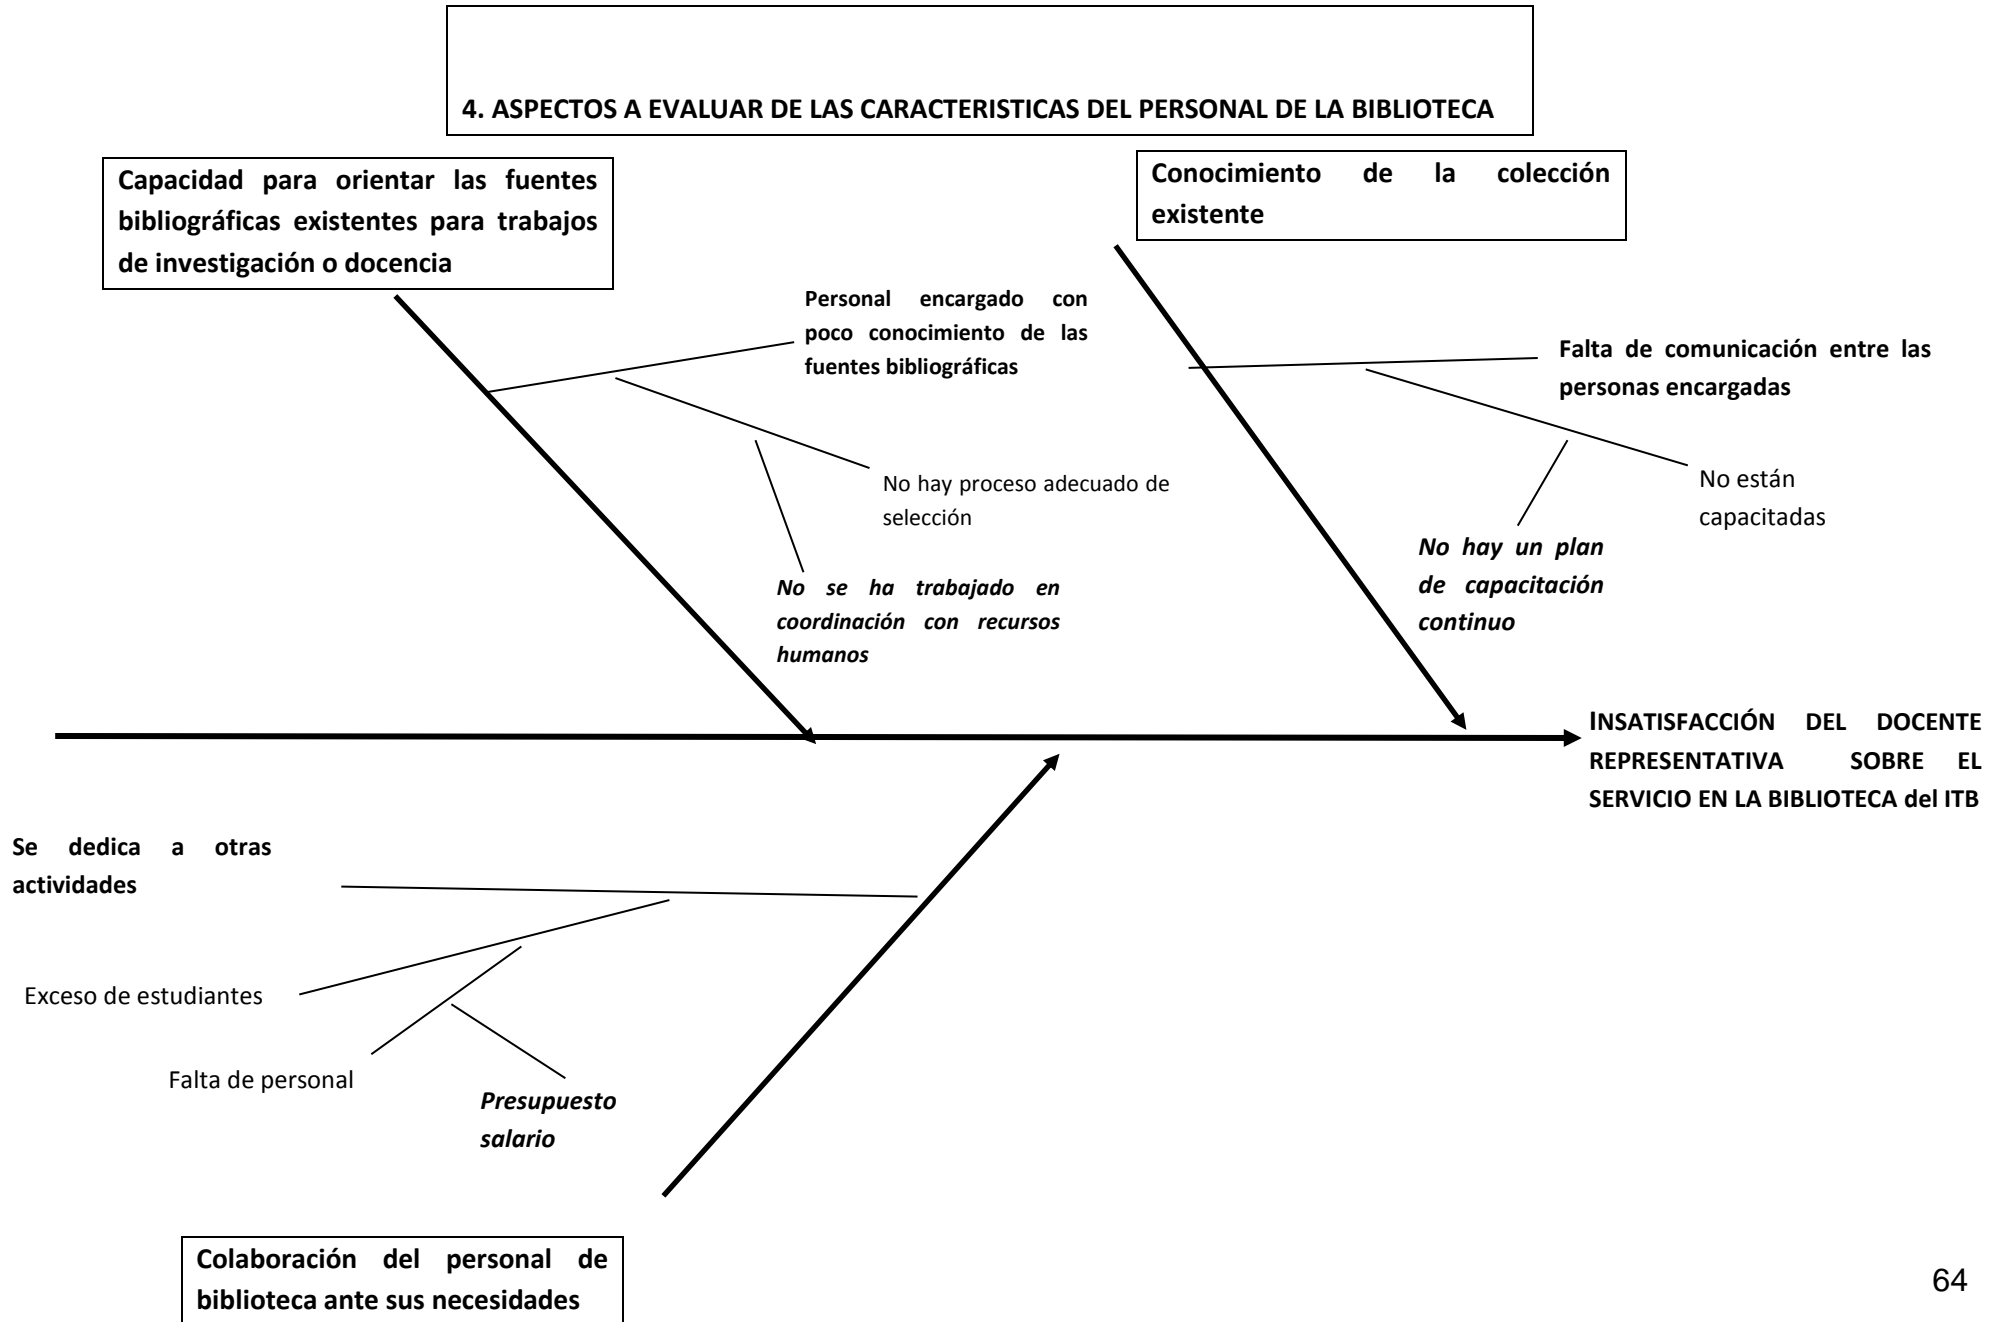 4. ASPECTOS A EVALUAR DE LAS CARACTERISTICAS DEL PERSONAL DE LA BIBLIOTECA
Capacidad para orientar las fuentes
bibliográficas existentes para trabajos
de investigación o docencia
Conocimiento de la colección
existente
Personal encargado con
poco conocimiento de las
fuentes bibliográficas
Falta de comunicación entre las
personas encargadas
No hay proceso adecuado de
selección
No están
capacitadas
No se ha trabajado en
coordinación con recursos
humanos
No hay un plan
de capacitación
continuo
INSATISFACCIÓN DEL DOCENTE
REPRESENTATIVA SOBRE EL
SERVICIO EN LA BIBLIOTECA del ITB
Se dedica a otras
actividades
Exceso de estudiantes
Falta de personal
Presupuesto
salario
Colaboración del personal de
biblioteca ante sus necesidades
64